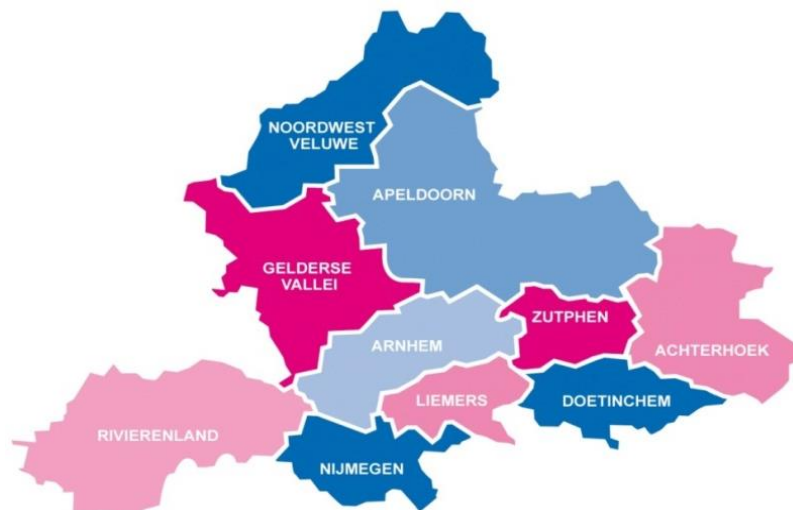 NOORDWEST
VELUWE
APELDOORN
GELDERSE
VALLEI
ZUTPHEN
ARNHEM
ACHTERHOEK
LIEMERS
DOETINCHEM
RIVIERENLAND
NIJMEGEN